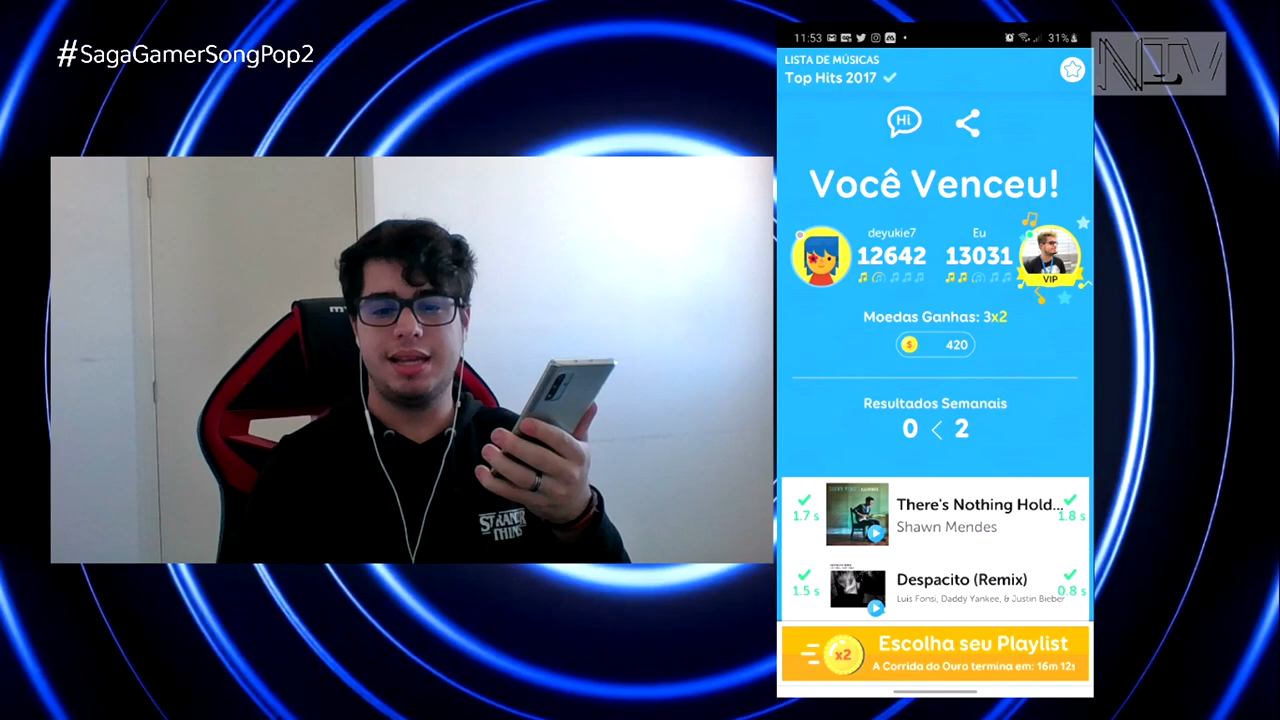 #SagaGamerSongPop2
11:53
31%
LISTA DE MÚSICAS
Top Hits 2017
NTV
Hi
Você Venceu!
deyukie7
Eu
12642
13031
VIP
Moedas Ganhas: 3x2
$ 420
Resultados Semanais
0 < 2
1.7 s
There's Nothing Hold...
Shawn Mendes
1.8 s
1.5 s
Despacito (Remix)
Luis Fonsi, Daddy Yankee, & Justin Bieber
0.8 s
x2
Escolha seu Playlist
A Corrida do Ouro termina em: 16m 12s
STRANGER
THINGS